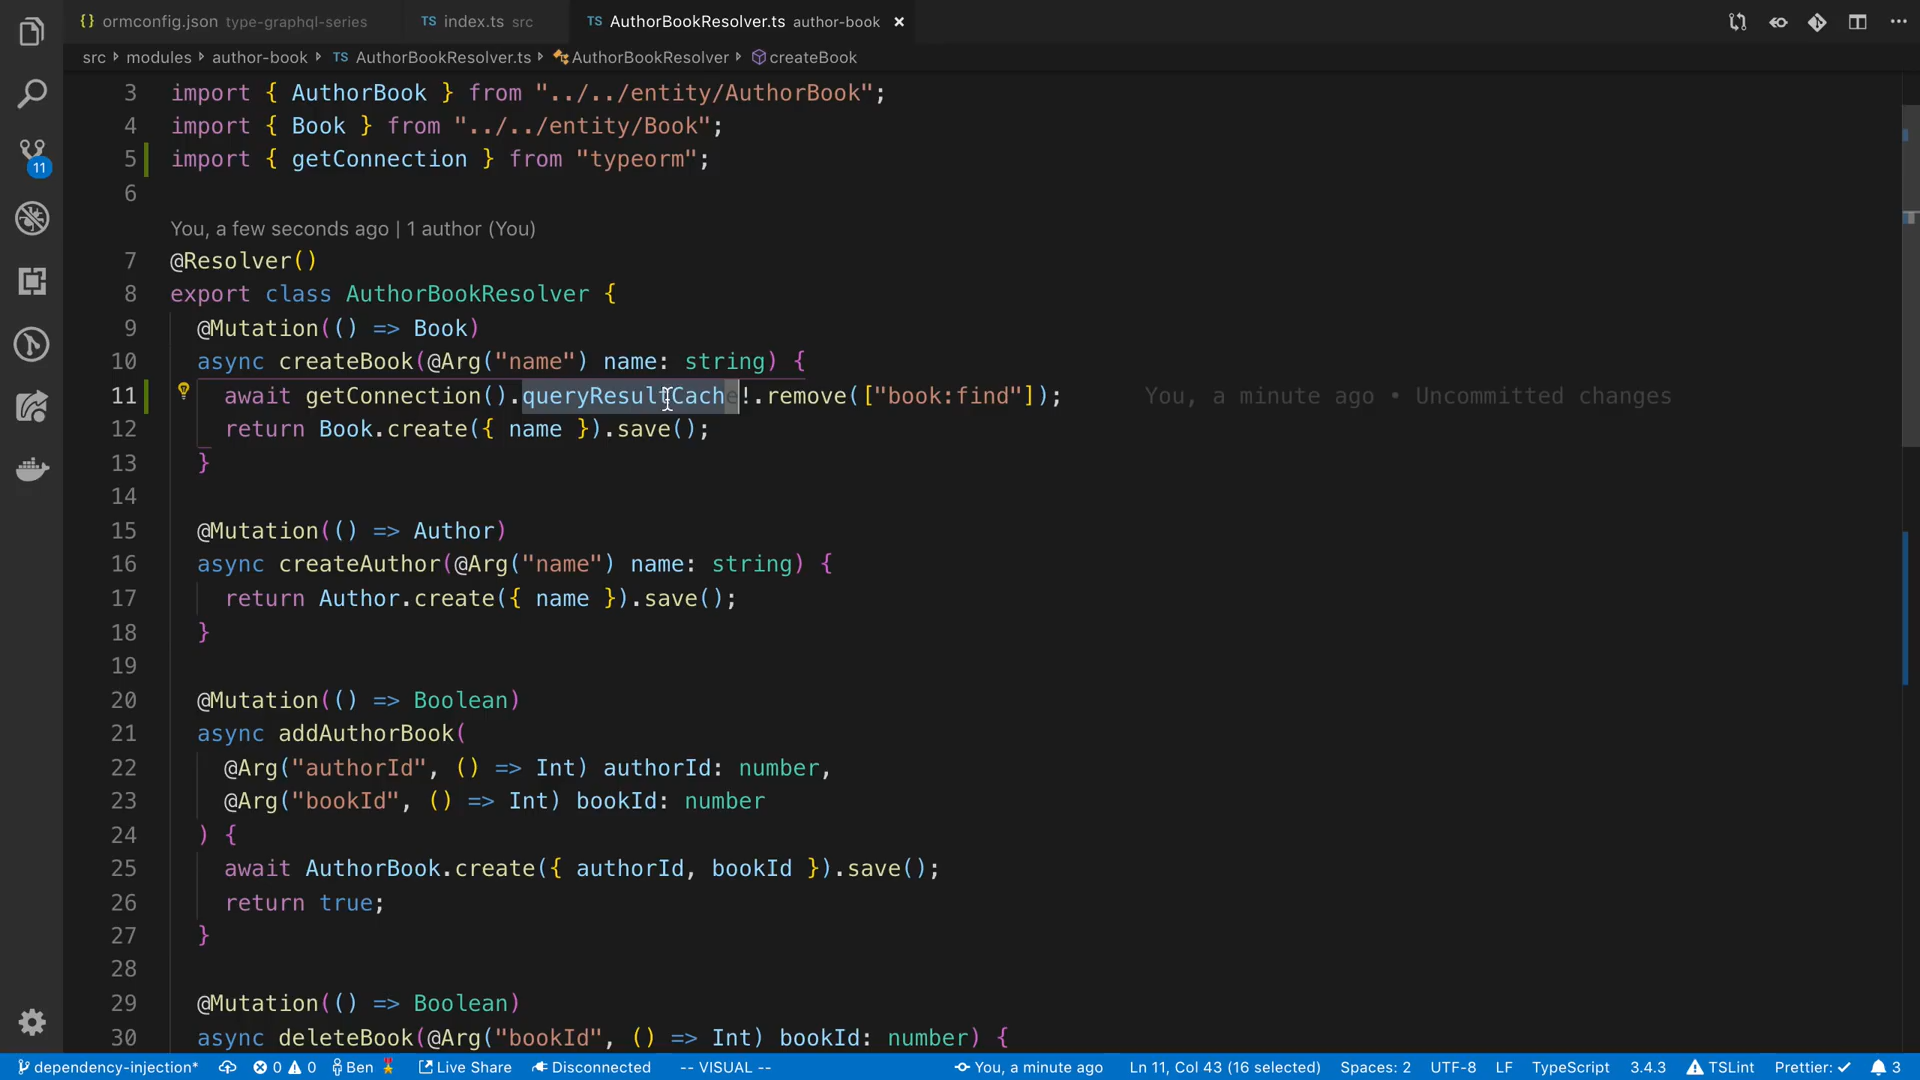 {} ormconfig.json type-graphql-series TS index.ts src TS AuthorBookResolver.ts author-book ×
src modules author-book TS AuthorBookResolver.ts AuthorBookResolver createBook
3 import { AuthorBook } from "../../entity/AuthorBook";
4 import { Book } from "../../entity/Book";
5 import { getConnection } from "typeorm";
6
You, a few seconds ago | 1 author (You)
7 @Resolver()
8 export class AuthorBookResolver {
9 @Mutation(() => Book)
10 async createBook(@Arg("name") name: string) {
11 await getConnection().queryResultCache!.remove(["book:find"]); You, a minute ago • Uncommitted changes
12 return Book.create({ name }).save();
13 }
14
15 @Mutation(() => Author)
16 async createAuthor(@Arg("name") name: string) {
17 return Author.create({ name }).save();
18 }
19
20 @Mutation(() => Boolean)
21 async addAuthorBook(
22 @Arg("authorId", () => Int) authorId: number,
23 @Arg("bookId", () => Int) bookId: number
24 ) {
25 await AuthorBook.create({ authorId, bookId }).save();
26 return true;
27 }
28
29 @Mutation(() => Boolean)
30 async deleteBook(@Arg("bookId", () => Int) bookId: number) {
11
dependency-injection* 0 0 Ben Live Share Disconnected -- VISUAL -- You, a minute ago Ln 11, Col 43 (16 selected) Spaces: 2 UTF-8 LF TypeScript 3.4.3 TSLint Prettier: ✓ 3